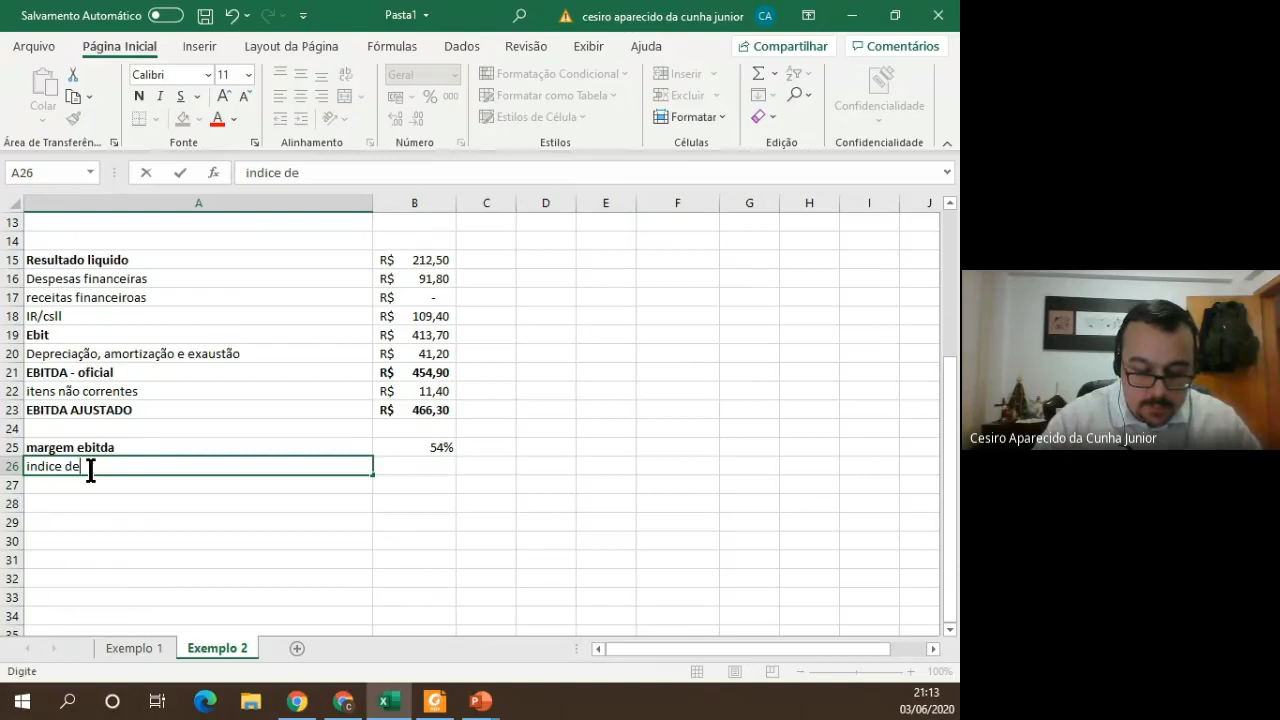 Salvamento Automático
Pasta1
cesiro aparecido da cunha junior
CA
Arquivo
Página Inicial
Inserir
Layout da Página
Fórmulas
Dados
Revisão
Exibir
Ajuda
Compartilhar
Comentários
Colar
Calibri
11
N
I
S
Geral
% 000
Formatação Condicional
Formatar como Tabela
Estilos de Célula
Inserir
Excluir
Formatar
Confidencialidade
Área de Transferên...
Fonte
Alinhamento
Número
Estilos
Células
Edição
Confidencialidade
A26
fx
indice de
A B C D E F G H I J
13
14
15 Resultado liquido R$ 212,50
16 Despesas financeiras R$ 91,80
17 receitas financeiroas R$ -
18 IR/csll R$ 109,40
19 Ebit R$ 413,70
20 Depreciação, amortização e exaustão R$ 41,20
21 EBITDA - oficial R$ 454,90
22 itens não correntes R$ 11,40
23 EBITDA AJUSTADO R$ 466,30
24
25 margem ebitda 54%
26 indice de
27
28
29
30
31
32
33
34
35
Exemplo 1
Exemplo 2
Digite
100%
21:13
03/06/2020
Cesiro Aparecido da Cunha Junior